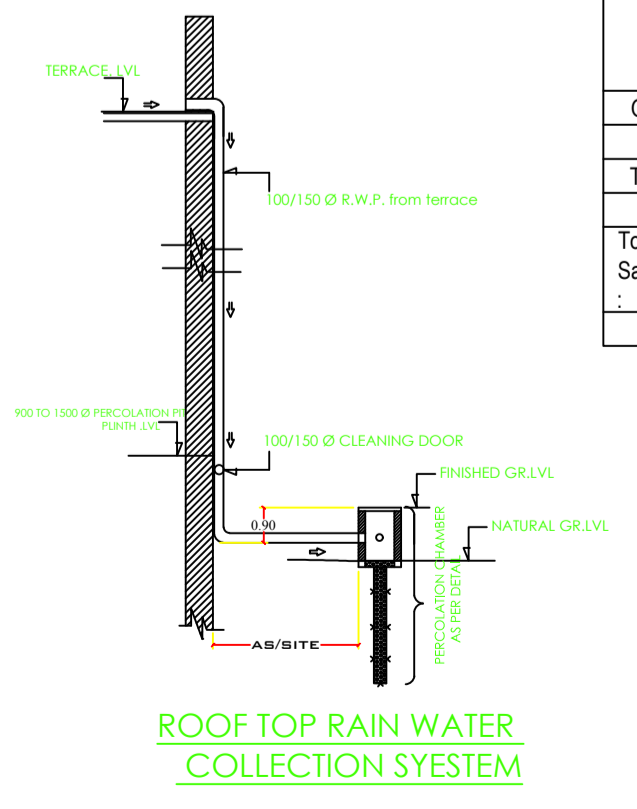 TERRACE. LVL
100/150 Ø R.W.P. from terrace
900 TO 1500 Ø PERCOLATION PIT
PLINTH .LVL
100/150 Ø CLEANING DOOR
FINISHED GR.LVL
0.90
NATURAL GR.LVL
PERCOLATION CHAMBER
AS PER DETAIL
AS/SITE
ROOF TOP RAIN WATER
COLLECTION SYESTEM
: